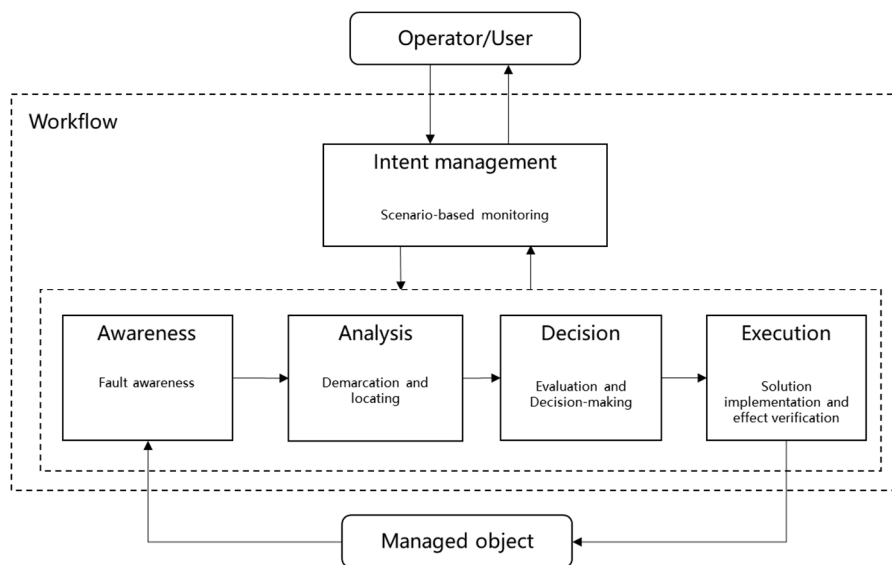 Operator/User
Workflow
Intent management
Scenario-based monitoring
Awareness
Fault awareness
Analysis
Demarcation and
locating
Decision
Evaluation and
Decision-making
Execution
Solution
implementation and
effect verification
Managed object